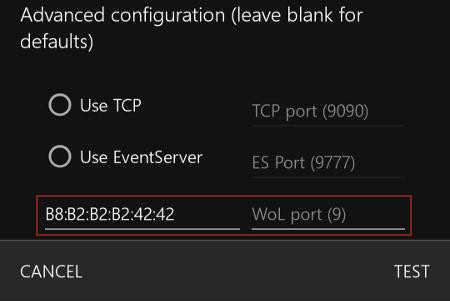 Advanced configuration (leave blank for
defaults)
Use TCP TCP port (9090)
Use EventServer ES Port (9777)
B8:B2:B2:B2:42:42 WoL port (9)
CANCEL TEST